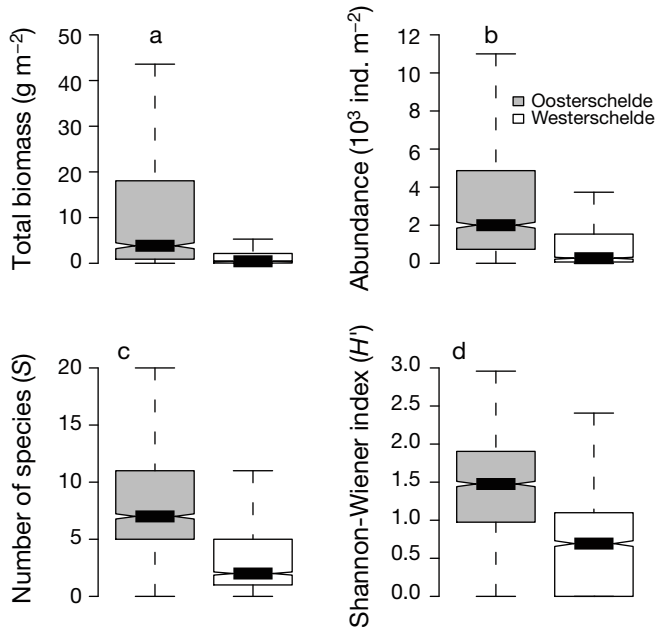 a
Total biomass (g m⁻²)
50
40
30
20
10
0
b
Abundance (10³ ind. m⁻²)
12
10
8
6
4
2
0
Oosterschelde
Westerschelde
c
Number of species (S)
20
15
10
5
0
d
Shannon-Wiener index (H')
3.0
2.5
2.0
1.5
1.0
0.5
0.0